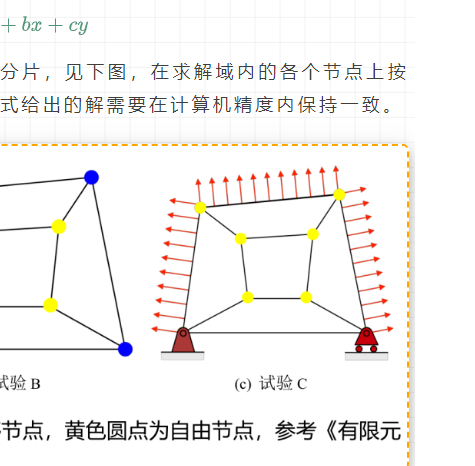 + bx + cy
分片，见下图，在求解域内的各个节点上按
式给出的解需要在计算机精度内保持一致。
试验 B
(c) 试验 C
节点，黄色圆点为自由节点，参考《有限元